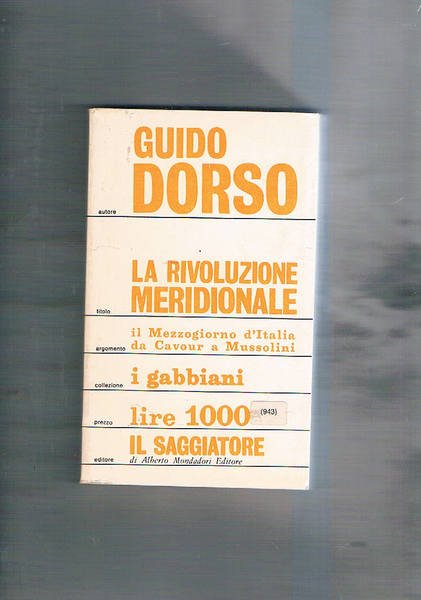 GUIDO
DORSO
autore
LA RIVOLUZIONE
MERIDIONALE
titolo
il Mezzogiorno d'Italia
da Cavour a Mussolini
argomento
i gabbiani
collezione
lire 1000 (943)
prezzo
IL SAGGIATORE
di Alberto Mondadori Editore
editore